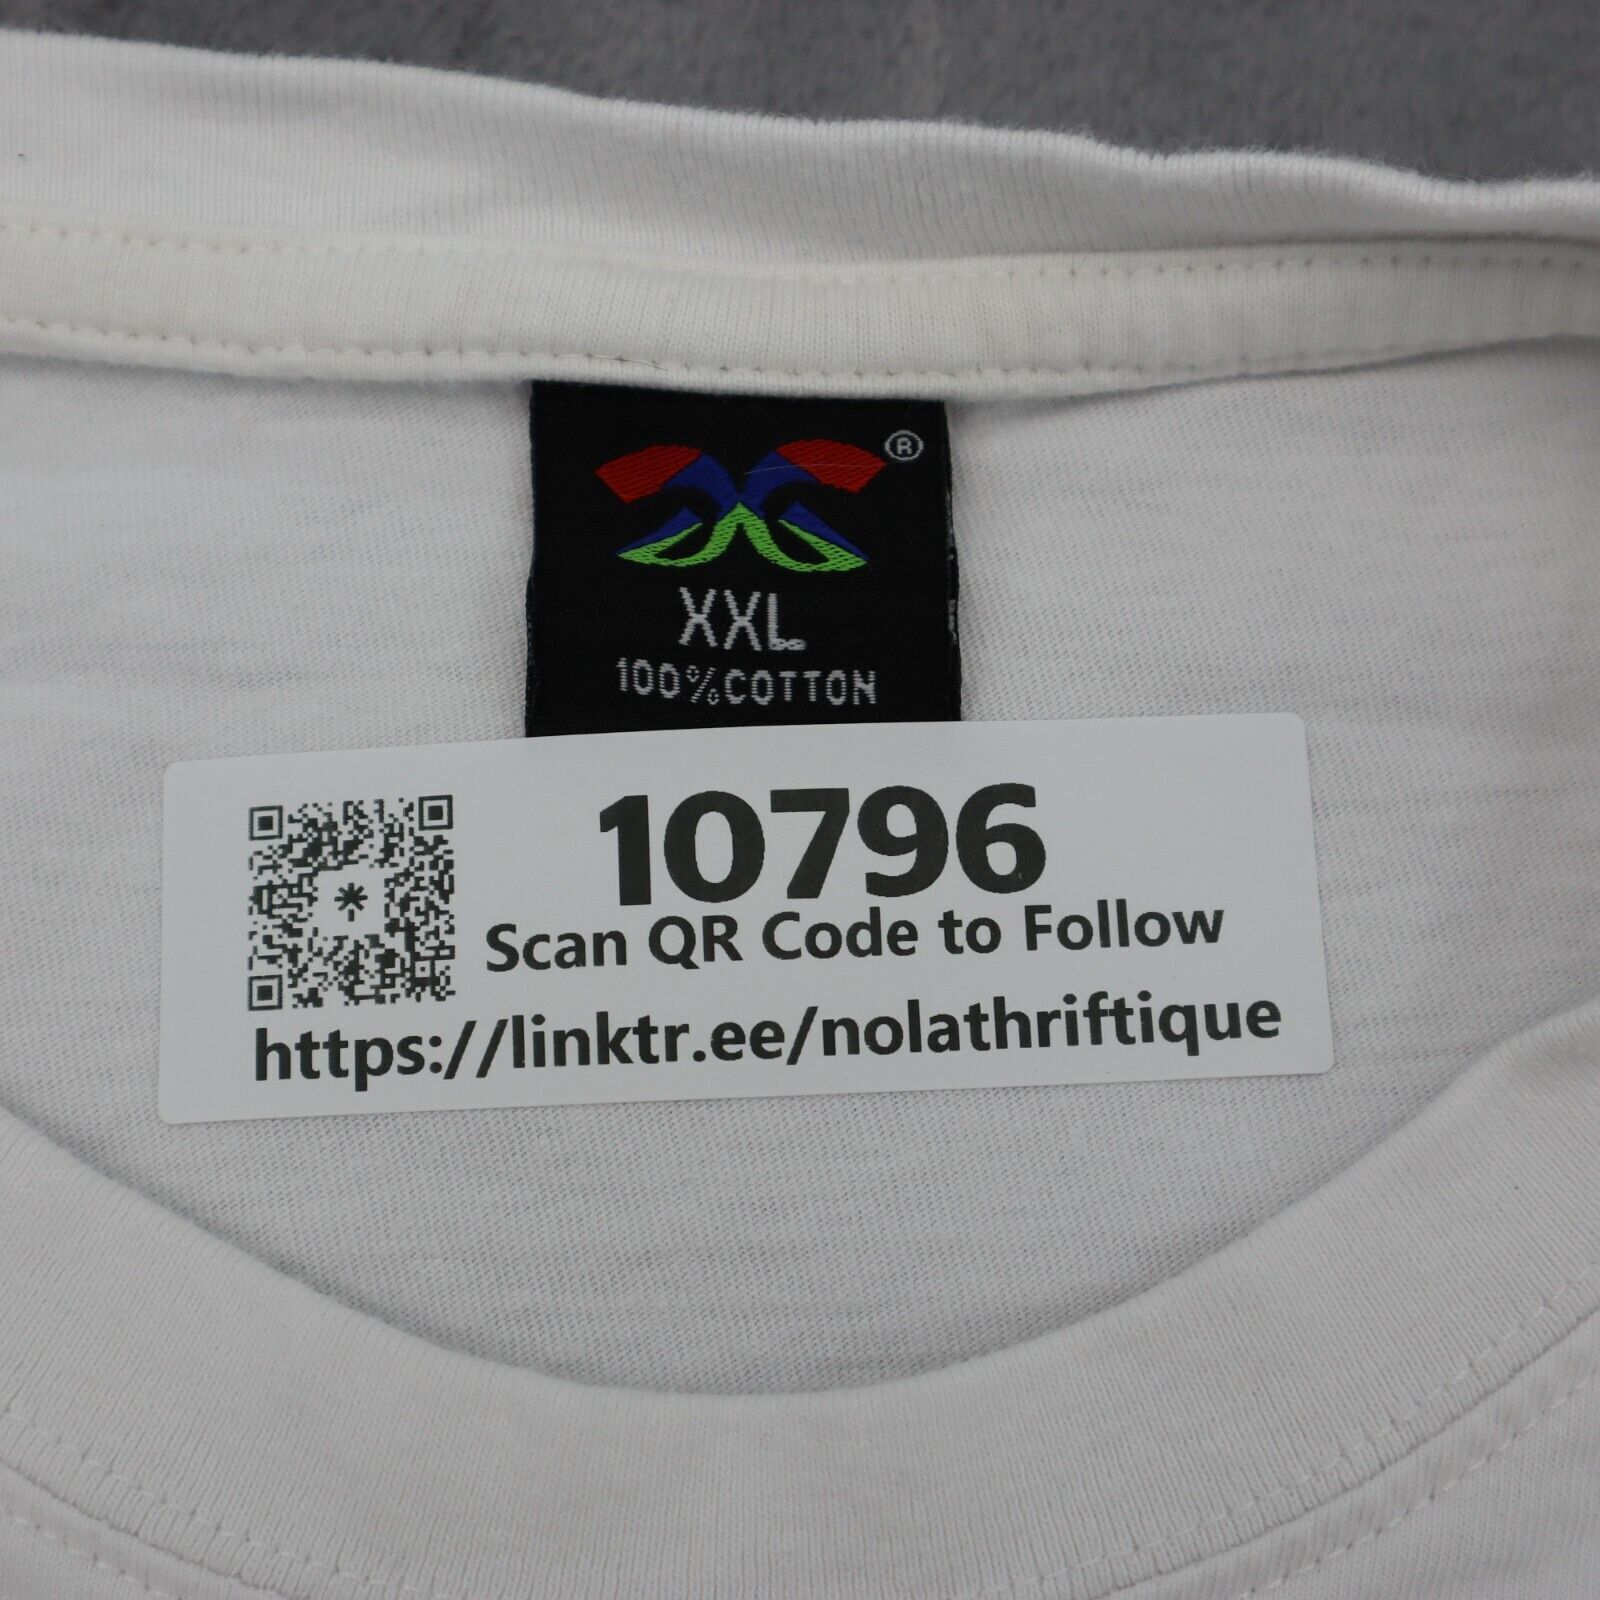 ®
XXL
100%COTTON
10796
Scan QR Code to Follow
https://linktr.ee/nolathriftique